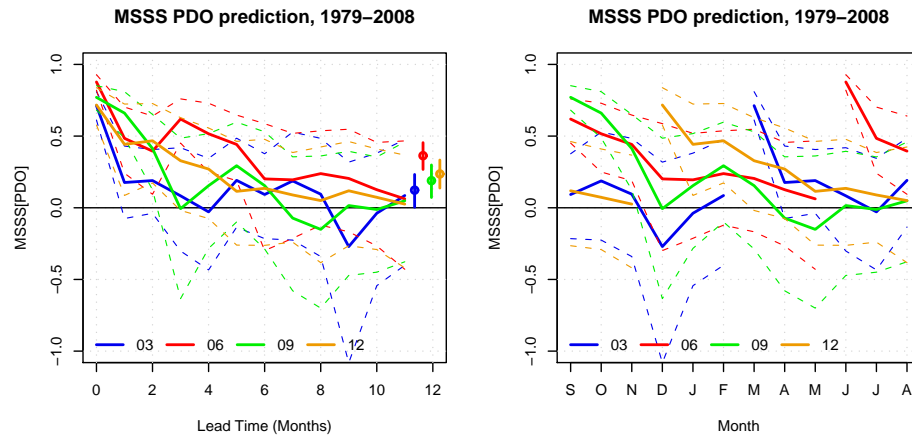 MSSS PDO prediction, 1979−2008
MSSS[PDO]
1.0
0.5
0.0
−0.5
−1.0
03 06 09 12
0 2 4 6 8 10 12
Lead Time (Months)
MSSS PDO prediction, 1979−2008
MSSS[PDO]
1.0
0.5
0.0
−0.5
−1.0
03 06 09 12
S O N D J F M A M J J A
Month